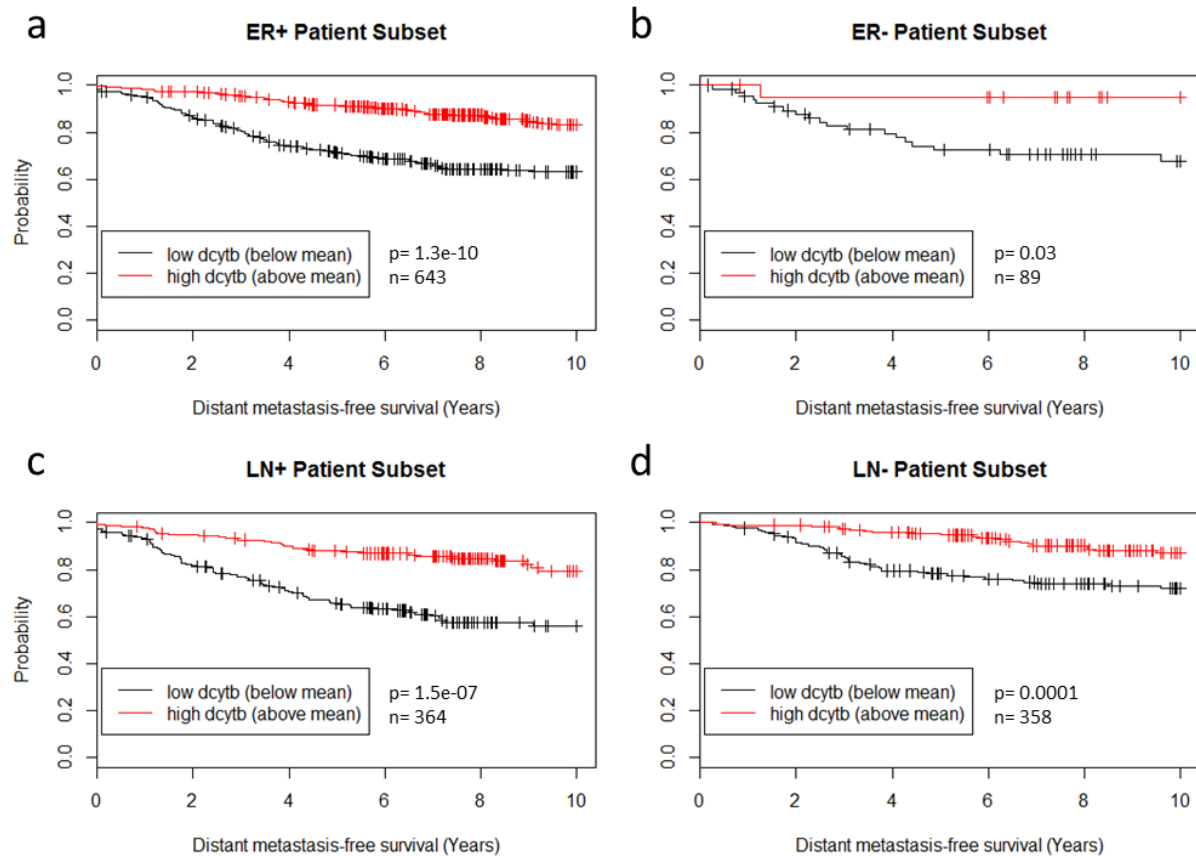 a
ER+ Patient Subset
Probability
1.0
0.8
0.6
0.4
0.2
0.0
low dcytb (below mean)
high dcytb (above mean)
p= 1.3e-10
n= 643
0 2 4 6 8 10
Distant metastasis-free survival (Years)
b
ER- Patient Subset
1.0
0.8
0.6
0.4
0.2
0.0
low dcytb (below mean)
high dcytb (above mean)
p= 0.03
n= 89
0 2 4 6 8 10
Distant metastasis-free survival (Years)
c
LN+ Patient Subset
Probability
1.0
0.8
0.6
0.4
0.2
0.0
low dcytb (below mean)
high dcytb (above mean)
p= 1.5e-07
n= 364
0 2 4 6 8 10
Distant metastasis-free survival (Years)
d
LN- Patient Subset
1.0
0.8
0.6
0.4
0.2
0.0
low dcytb (below mean)
high dcytb (above mean)
p= 0.0001
n= 358
0 2 4 6 8 10
Distant metastasis-free survival (Years)